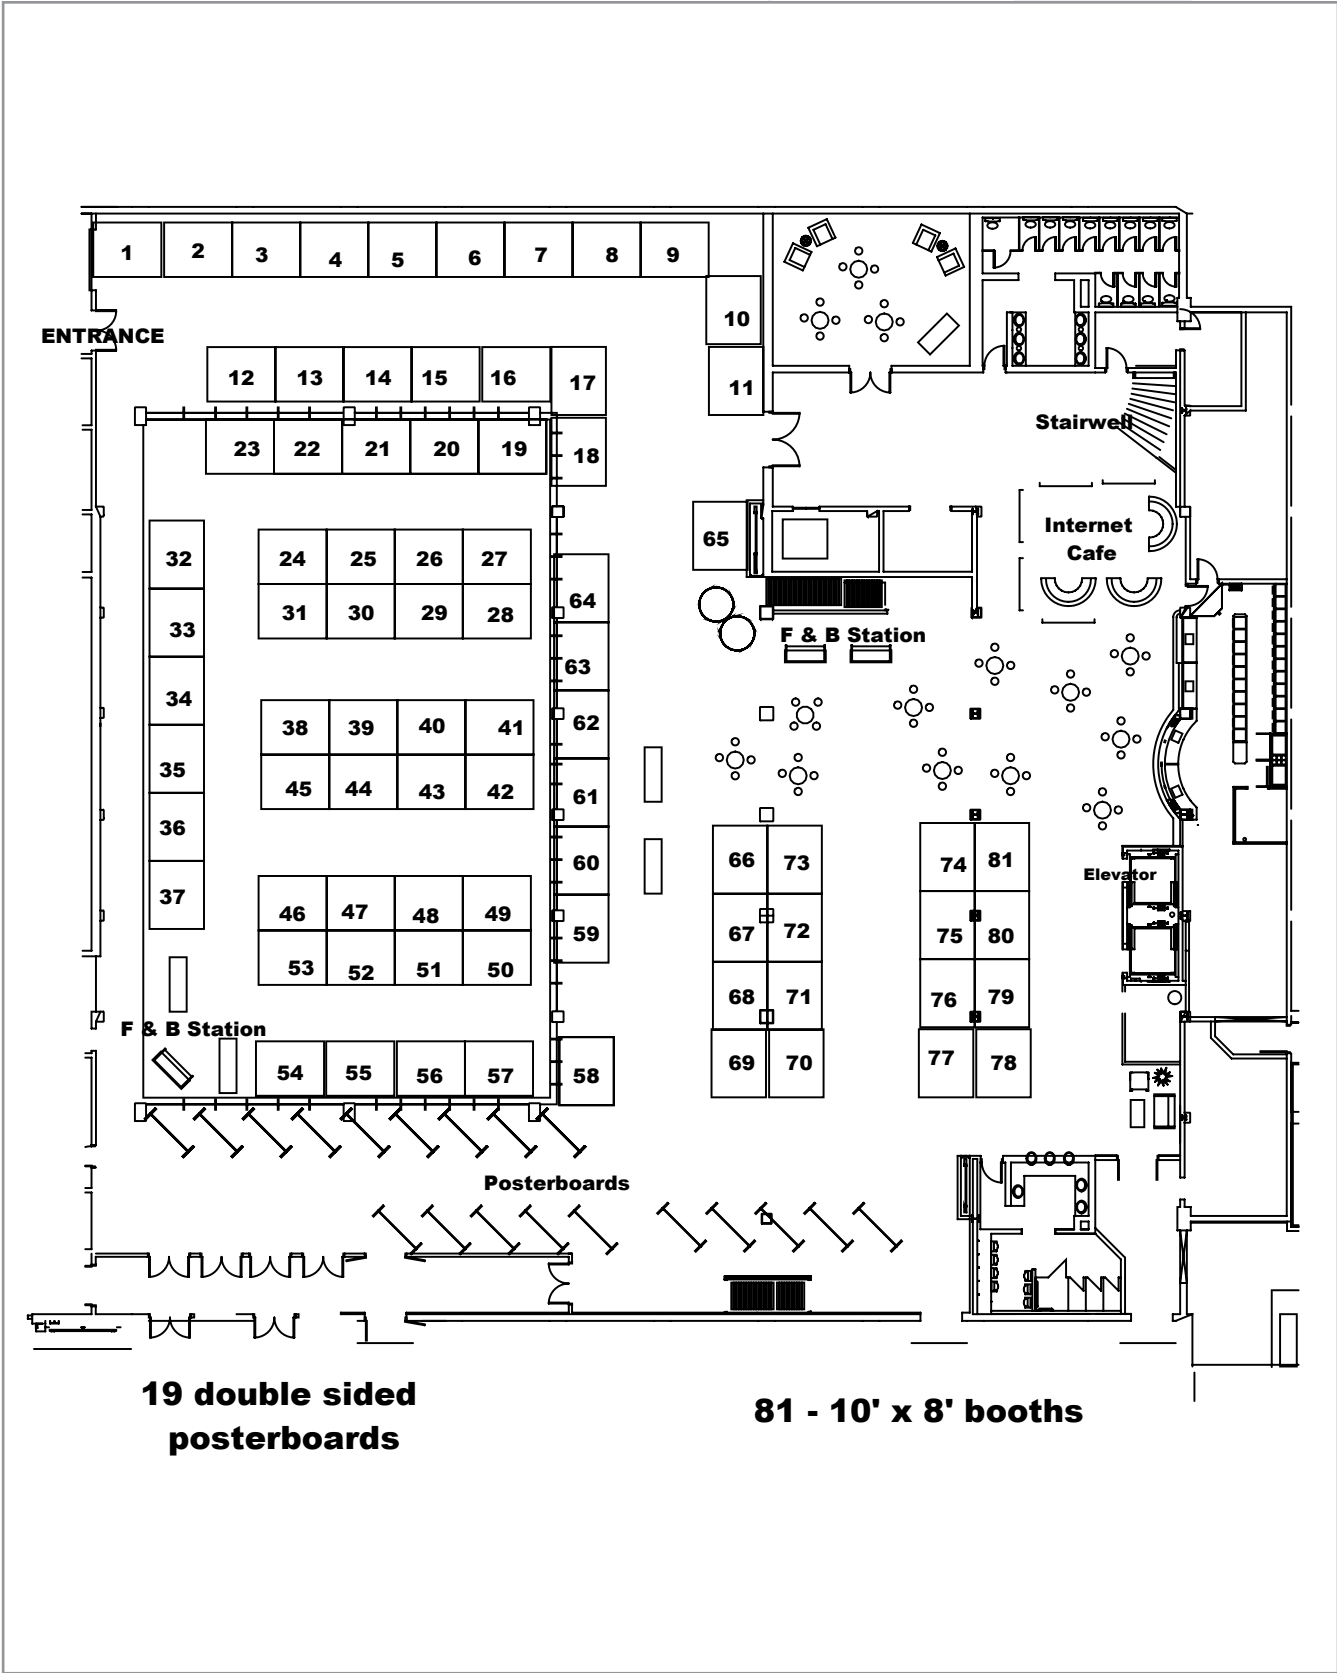 1 2 3 4 5 6 7 8 9
10
ENTRANCE
12 13 14 15 16 17 11
Stairwell
23 22 21 20 19 18
Internet
Cafe
65
32 24 25 26 27
64
33 31 30 29 28
F & B Station
63
34 38 39 40 41 62
35 45 44 43 42 61
36 60 66 73 74 81
Elevator
37 46 47 48 49 59 67 72 75 80
53 52 51 50
68 71 76 79
F & B Station
54 55 56 57 58 69 70 77 78
Posterboards
19 double sided
posterboards
81 - 10' x 8' booths